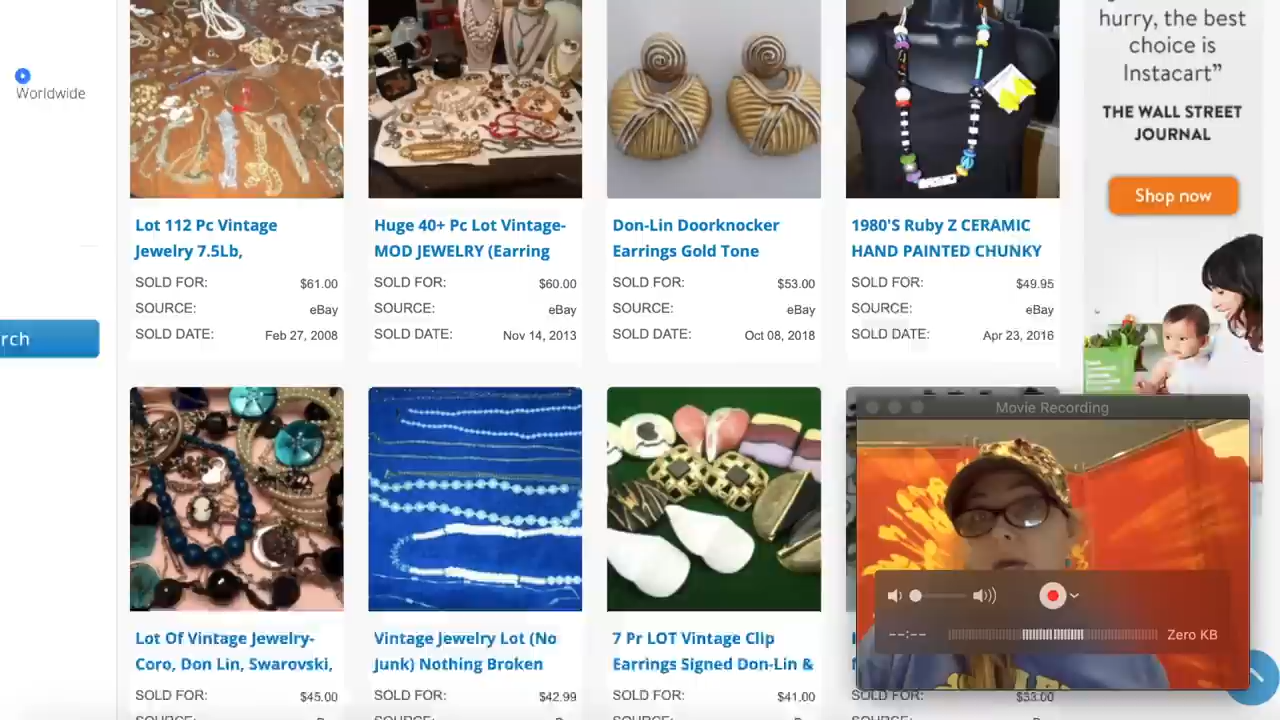 hurry, the best
choice is
Instacart”
THE WALL STREET
JOURNAL
Shop now
Worldwide
rch
Lot 112 Pc Vintage
Jewelry 7.5Lb,
SOLD FOR: $61.00
SOURCE: eBay
SOLD DATE: Feb 27, 2008
Huge 40+ Pc Lot Vintage-
MOD JEWELRY (Earring
SOLD FOR: $60.00
SOURCE: eBay
SOLD DATE: Nov 14, 2013
Don-Lin Doorknocker
Earrings Gold Tone
SOLD FOR: $53.00
SOURCE: eBay
SOLD DATE: Oct 08, 2018
1980'S Ruby Z CERAMIC
HAND PAINTED CHUNKY
SOLD FOR: $49.95
SOURCE: eBay
SOLD DATE: Apr 23, 2016
Lot Of Vintage Jewelry-
Coro, Don Lin, Swarovski,
SOLD FOR: $45.00
Vintage Jewelry Lot (No
Junk) Nothing Broken
SOLD FOR: $42.99
7 Pr LOT Vintage Clip
Earrings Signed Don-Lin &
SOLD FOR: $41.00
SOLD FOR: $33.00
Movie Recording
--:--
Zero KB